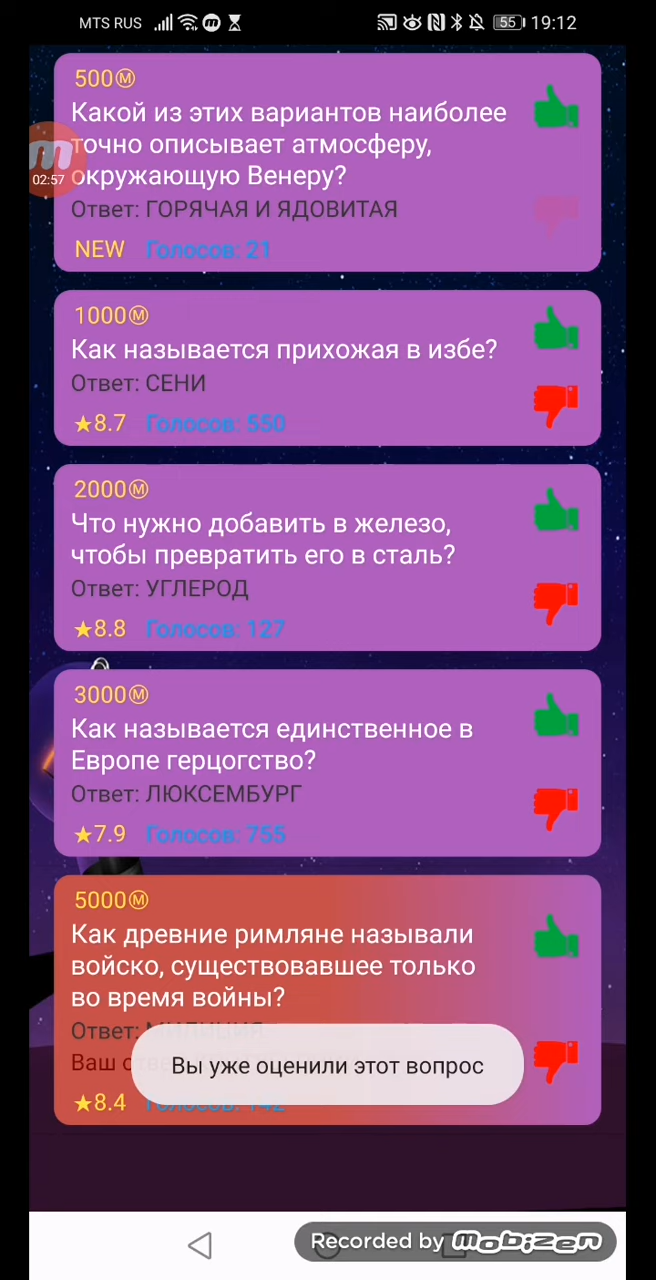 MTS RUS 55 19:12
500Ⓜ
Какой из этих вариантов наиболее
точно описывает атмосферу,
окружающую Венеру?
02:57
Ответ: ГОРЯЧАЯ И ЯДОВИТАЯ
NEW Голосов: 21
1000Ⓜ
Как называется прихожая в избе?
Ответ: СЕНИ
★8.7 Голосов: 550
2000Ⓜ
Что нужно добавить в железо,
чтобы превратить его в сталь?
Ответ: УГЛЕРОД
★8.8 Голосов: 127
3000Ⓜ
Как называется единственное в
Европе герцогство?
Ответ: ЛЮКСЕМБУРГ
★7.9 Голосов: 755
5000Ⓜ
Как древние римляне называли
войско, существовавшее только
во время войны?
Ответ: МИЛИЦИЯ
Ваш
Вы уже оценили этот вопрос
★8.4 Голосов: 142
Recorded by mobizen